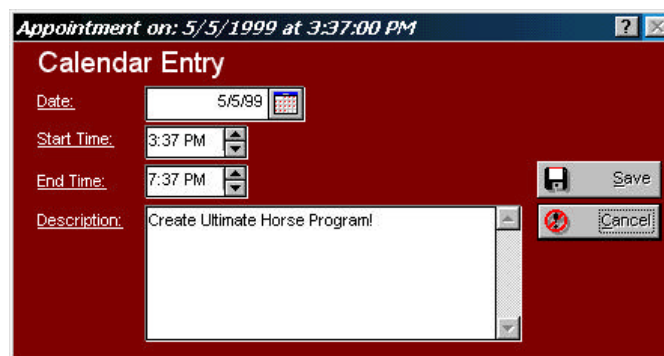 Appointment on: 5/5/1999 at 3:37:00 PM ?
Calendar Entry
Date: 5/5/99
Start Time: 3:37 PM
End Time: 7:37 PM
Save
Description: Create Ultimate Horse Program!
Cancel